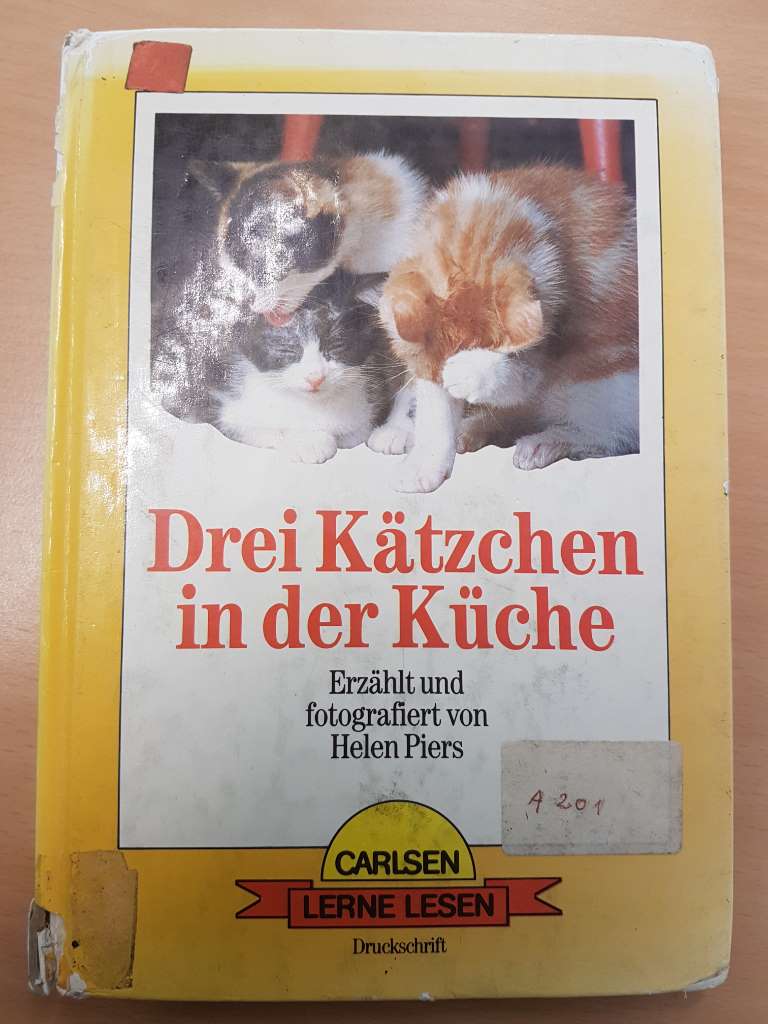 Drei Kätzchen
in der Küche
Erzählt und
fotografiert von
Helen Piers
A 201
CARLSEN
LERNE LESEN
Druckschrift